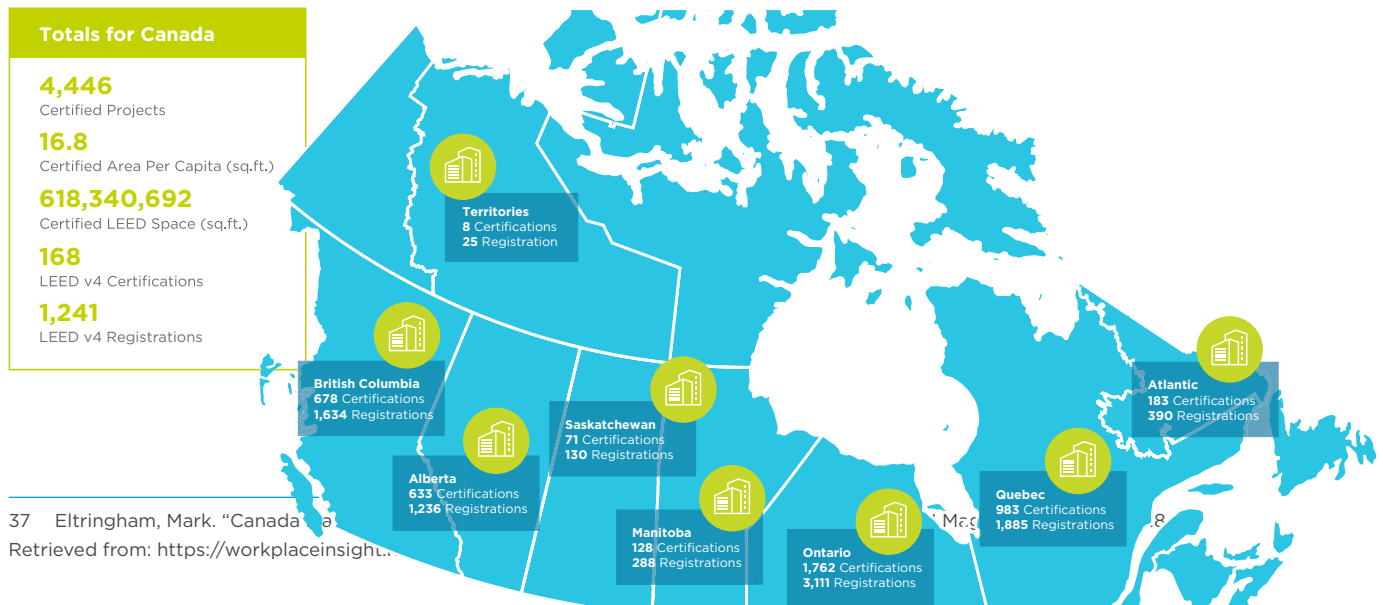 Totals for Canada
4,446
Certified Projects
16.8
Certified Area Per Capita (sq.ft.)
618,340,692
Certified LEED Space (sq.ft.)
168
LEED v4 Certifications
1,241
LEED v4 Registrations
Territories
8 Certifications
25 Registration
British Columbia
678 Certifications
1,634 Registrations
Alberta
633 Certifications
1,236 Registrations
Saskatchewan
71 Certifications
130 Registrations
Manitoba
128 Certifications
288 Registrations
Ontario
1,762 Certifications
3,111 Registrations
Quebec
983 Certifications
1,885 Registrations
Atlantic
183 Certifications
390 Registrations
37 Eltringham, Mark. “Canada
Retrieved from: https://workplaceinsight.